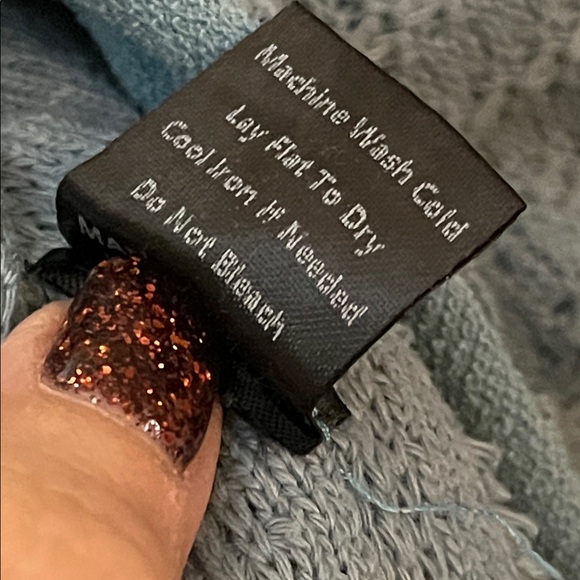 Machine Wash Cold
Lay Flat To Dry
Cool Iron If Needed
Do Not Bleach